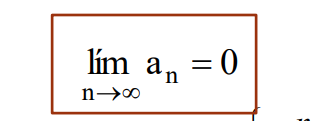 lím a_n = 0
n→∞